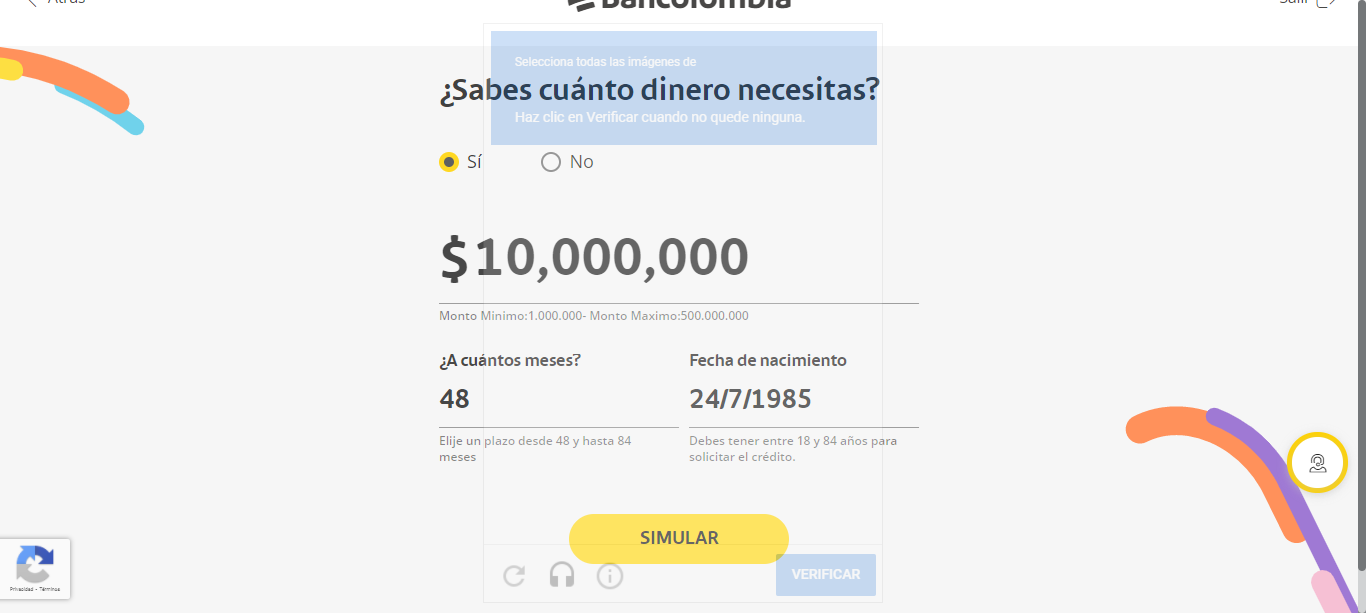 Atrás
Bancolombia
Salir
Selecciona todas las imágenes de
¿Sabes cuánto dinero necesitas?
Haz clic en Verificar cuando no quede ninguna.
Sí No
$10,000,000
Monto Minimo:1.000.000- Monto Maximo:500.000.000
¿A cuántos meses? Fecha de nacimiento
48 24/7/1985
Elije un plazo desde 48 y hasta 84 meses
Debes tener entre 18 y 84 años para solicitar el crédito.
SIMULAR
VERIFICAR
Privacidad - Términos